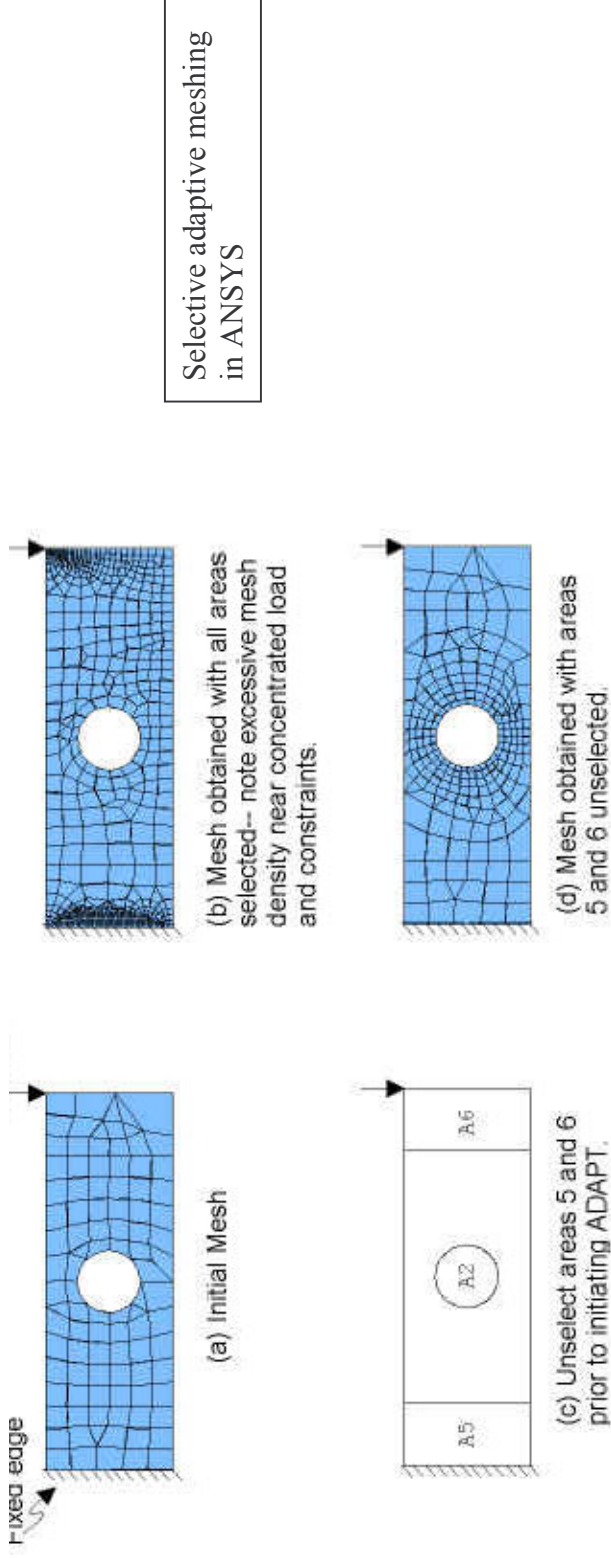 Fixed edge
(a) Initial Mesh
(b) Mesh obtained with all areas
selected-- note excessive mesh
density near concentrated load
and constraints.
A5
A2
A6
(c) Unselect areas 5 and 6
prior to initiating ADAPT.
(d) Mesh obtained with areas
5 and 6 unselected.
Selective adaptive meshing
in ANSYS